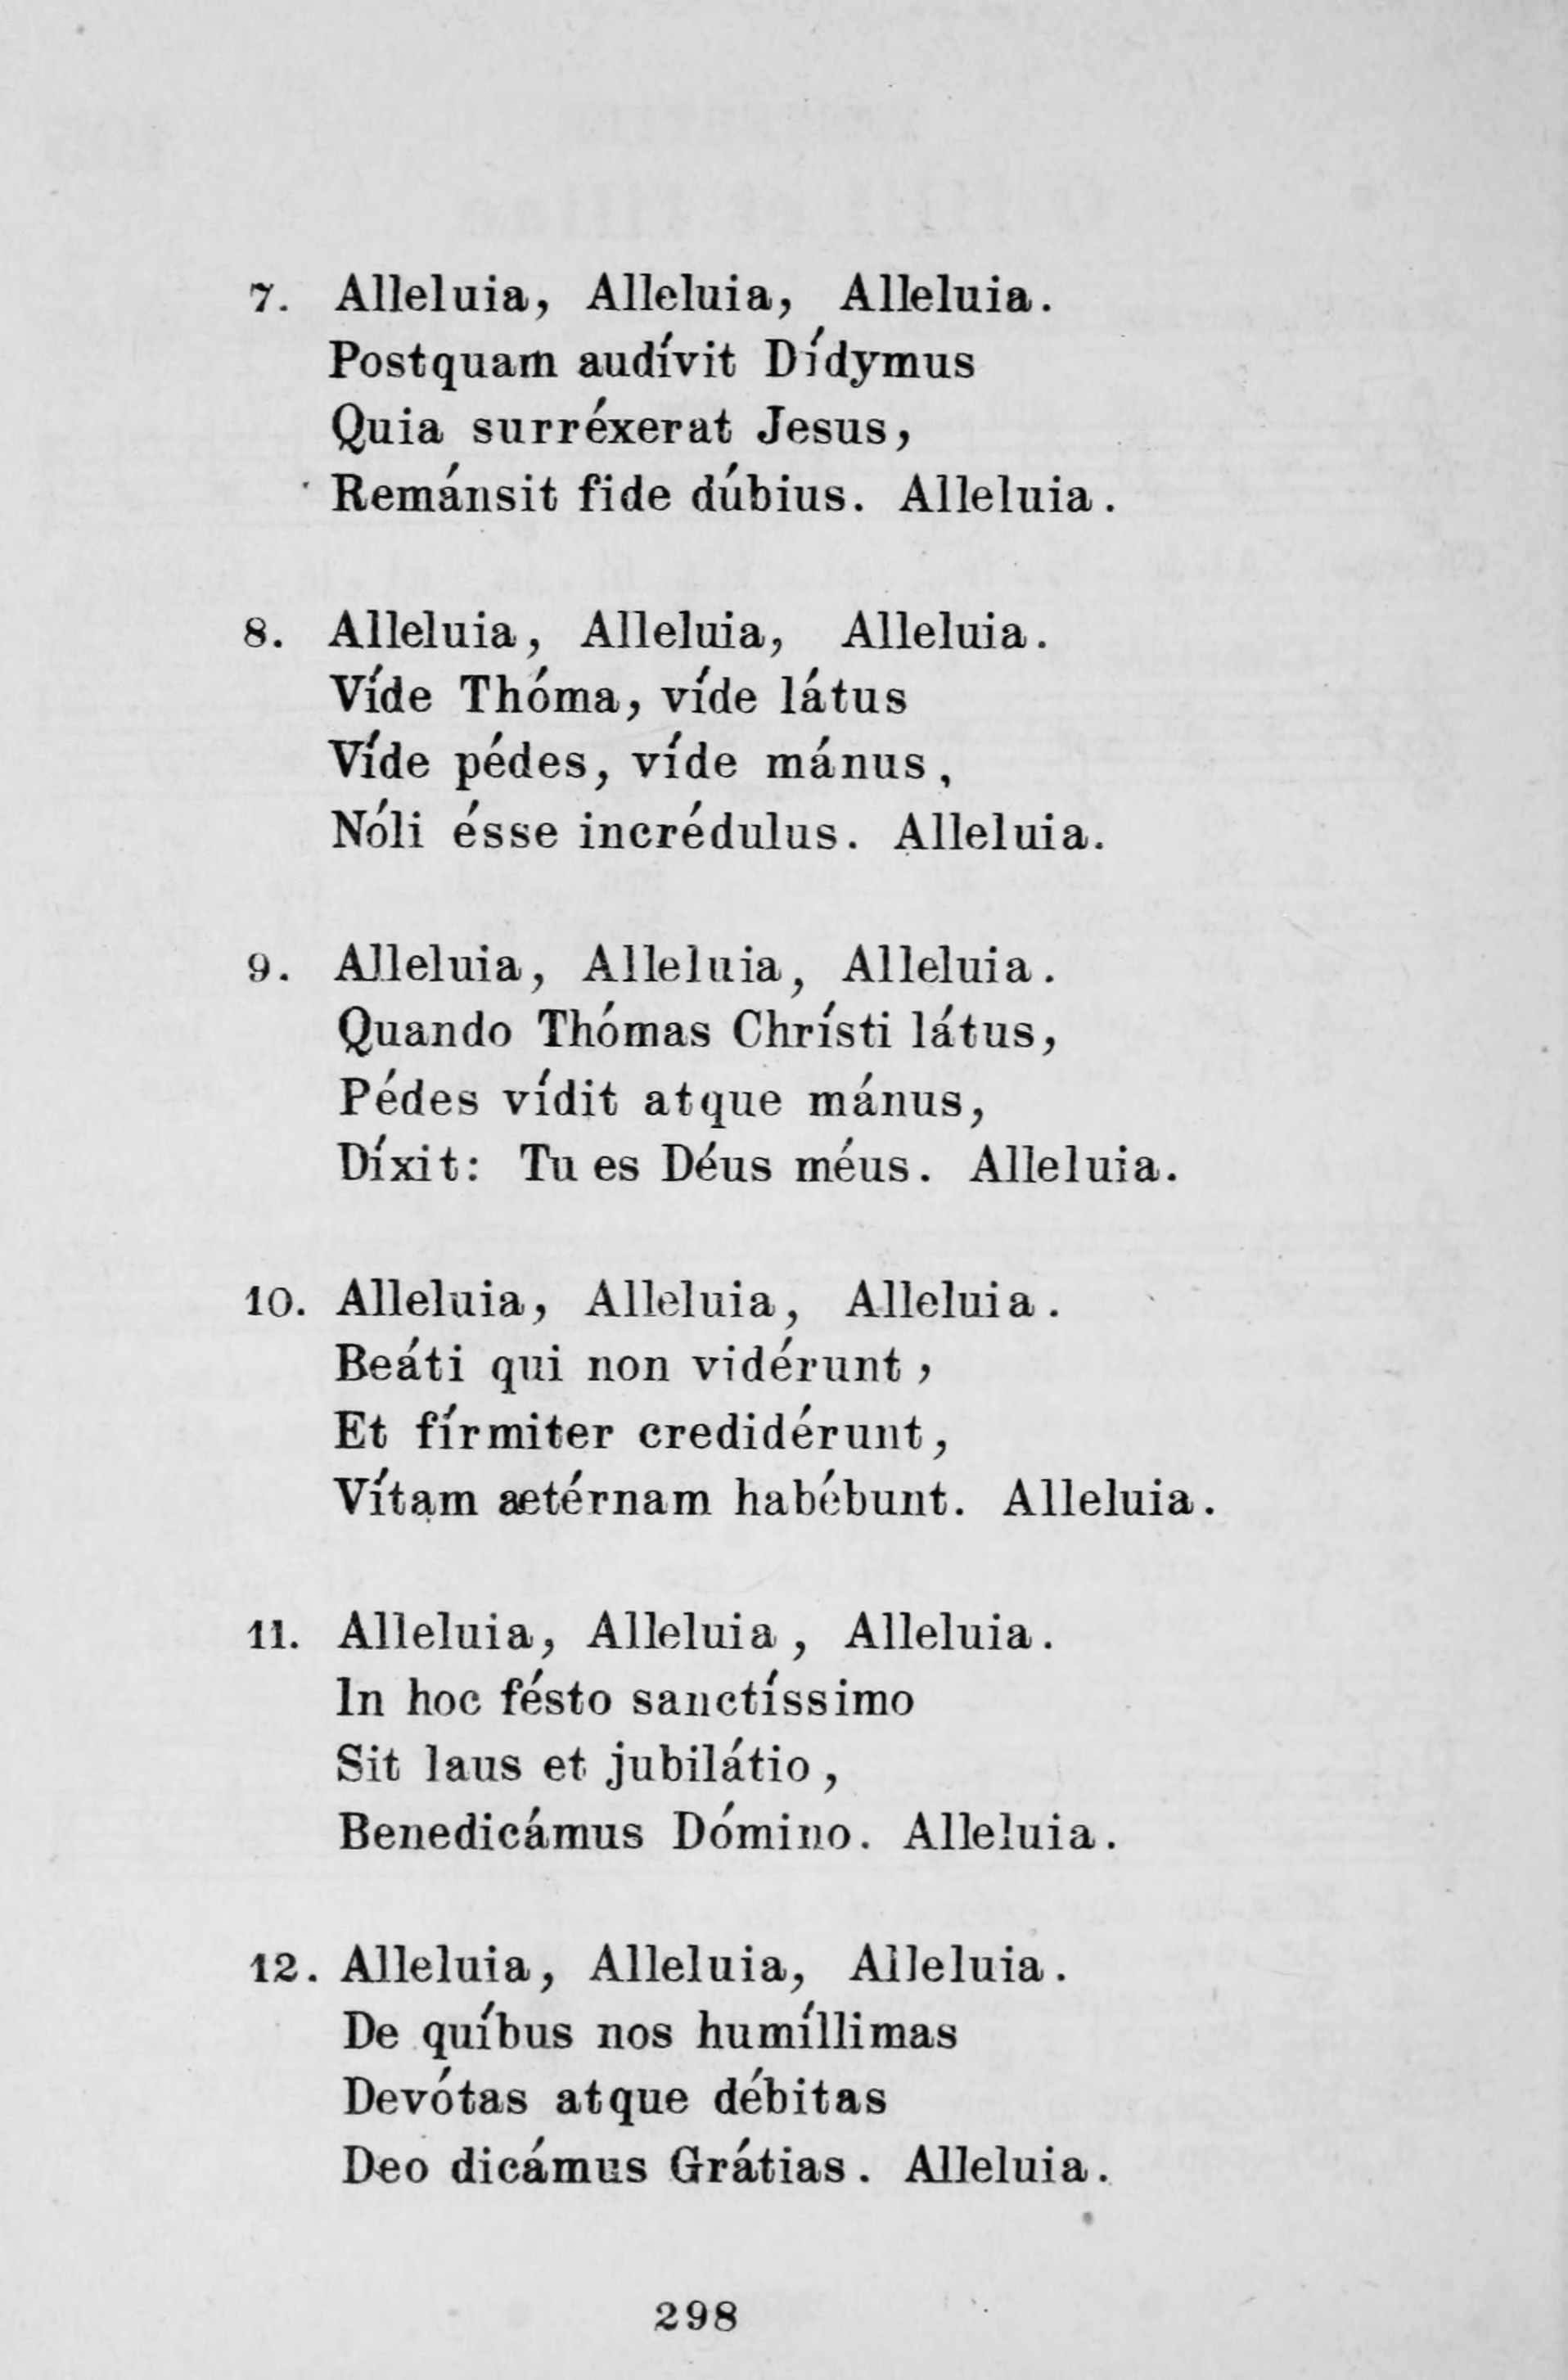 7. Alleluia, Alleluia, Alleluia.
Postquam audívit Dídymus
Quia surréxerat Jesus,
Remánsit fide dúbius. Alleluia.
8. Alleluia, Alleluia, Alleluia.
Víde Thóma, víde látus
Víde pédes, víde mánus,
Nóli ésse incrédulus. Alleluia.
9. Alleluia, Alleluia, Alleluia.
Quando Thómas Chrísti látus,
Pédes vídit atque mánus,
Díxit: Tu es Déus méus. Alleluia.
10. Alleluia, Alleluia, Alleluia.
Beáti qui non vidérunt,
Et fírmiter credidérunt,
Vítam aetérnam habébunt. Alleluia.
11. Alleluia, Alleluia, Alleluia.
In hoc fésto sanctíssimo
Sit laus et jubilátio,
Benedicámus Dómino. Alleluia.
12. Alleluia, Alleluia, Alleluia.
De quíbus nos humíllimas
Devótas atque débitas
Deo dicámus Grátias. Alleluia.
298